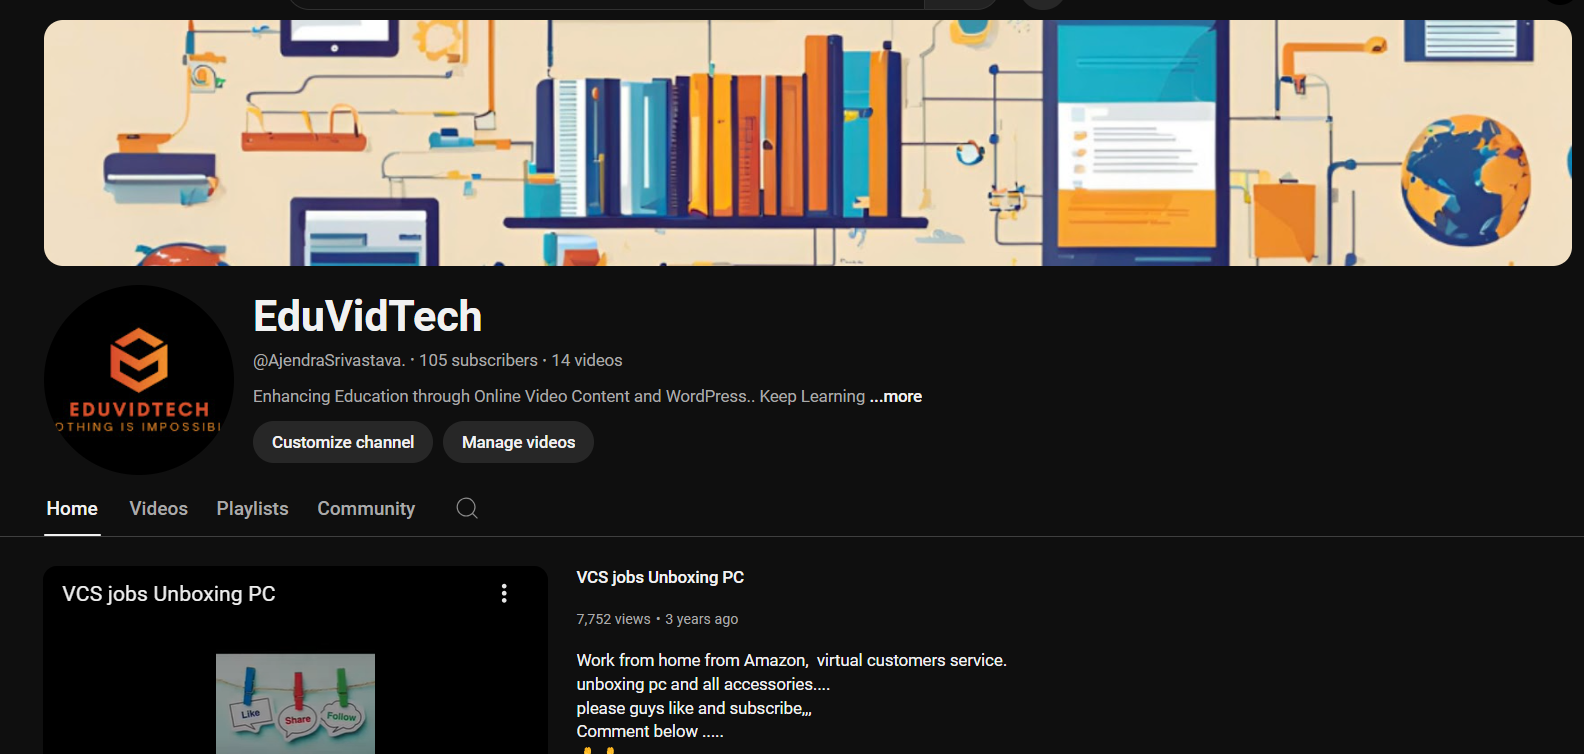 EduVidTech
@AjendraSrivastava. · 105 subscribers · 14 videos
Enhancing Education through Online Video Content and WordPress.. Keep Learning ...more
EDUVIDTECH
OTHING IS IMPOSSIBL
Customize channel
Manage videos
Home
Videos
Playlists
Community
VCS jobs Unboxing PC
Like
Share
Follow
VCS jobs Unboxing PC
7,752 views • 3 years ago
Work from home from Amazon,  virtual customers service.
unboxing pc and all accessories....
please guys like and subscribe,,,
Comment below .....